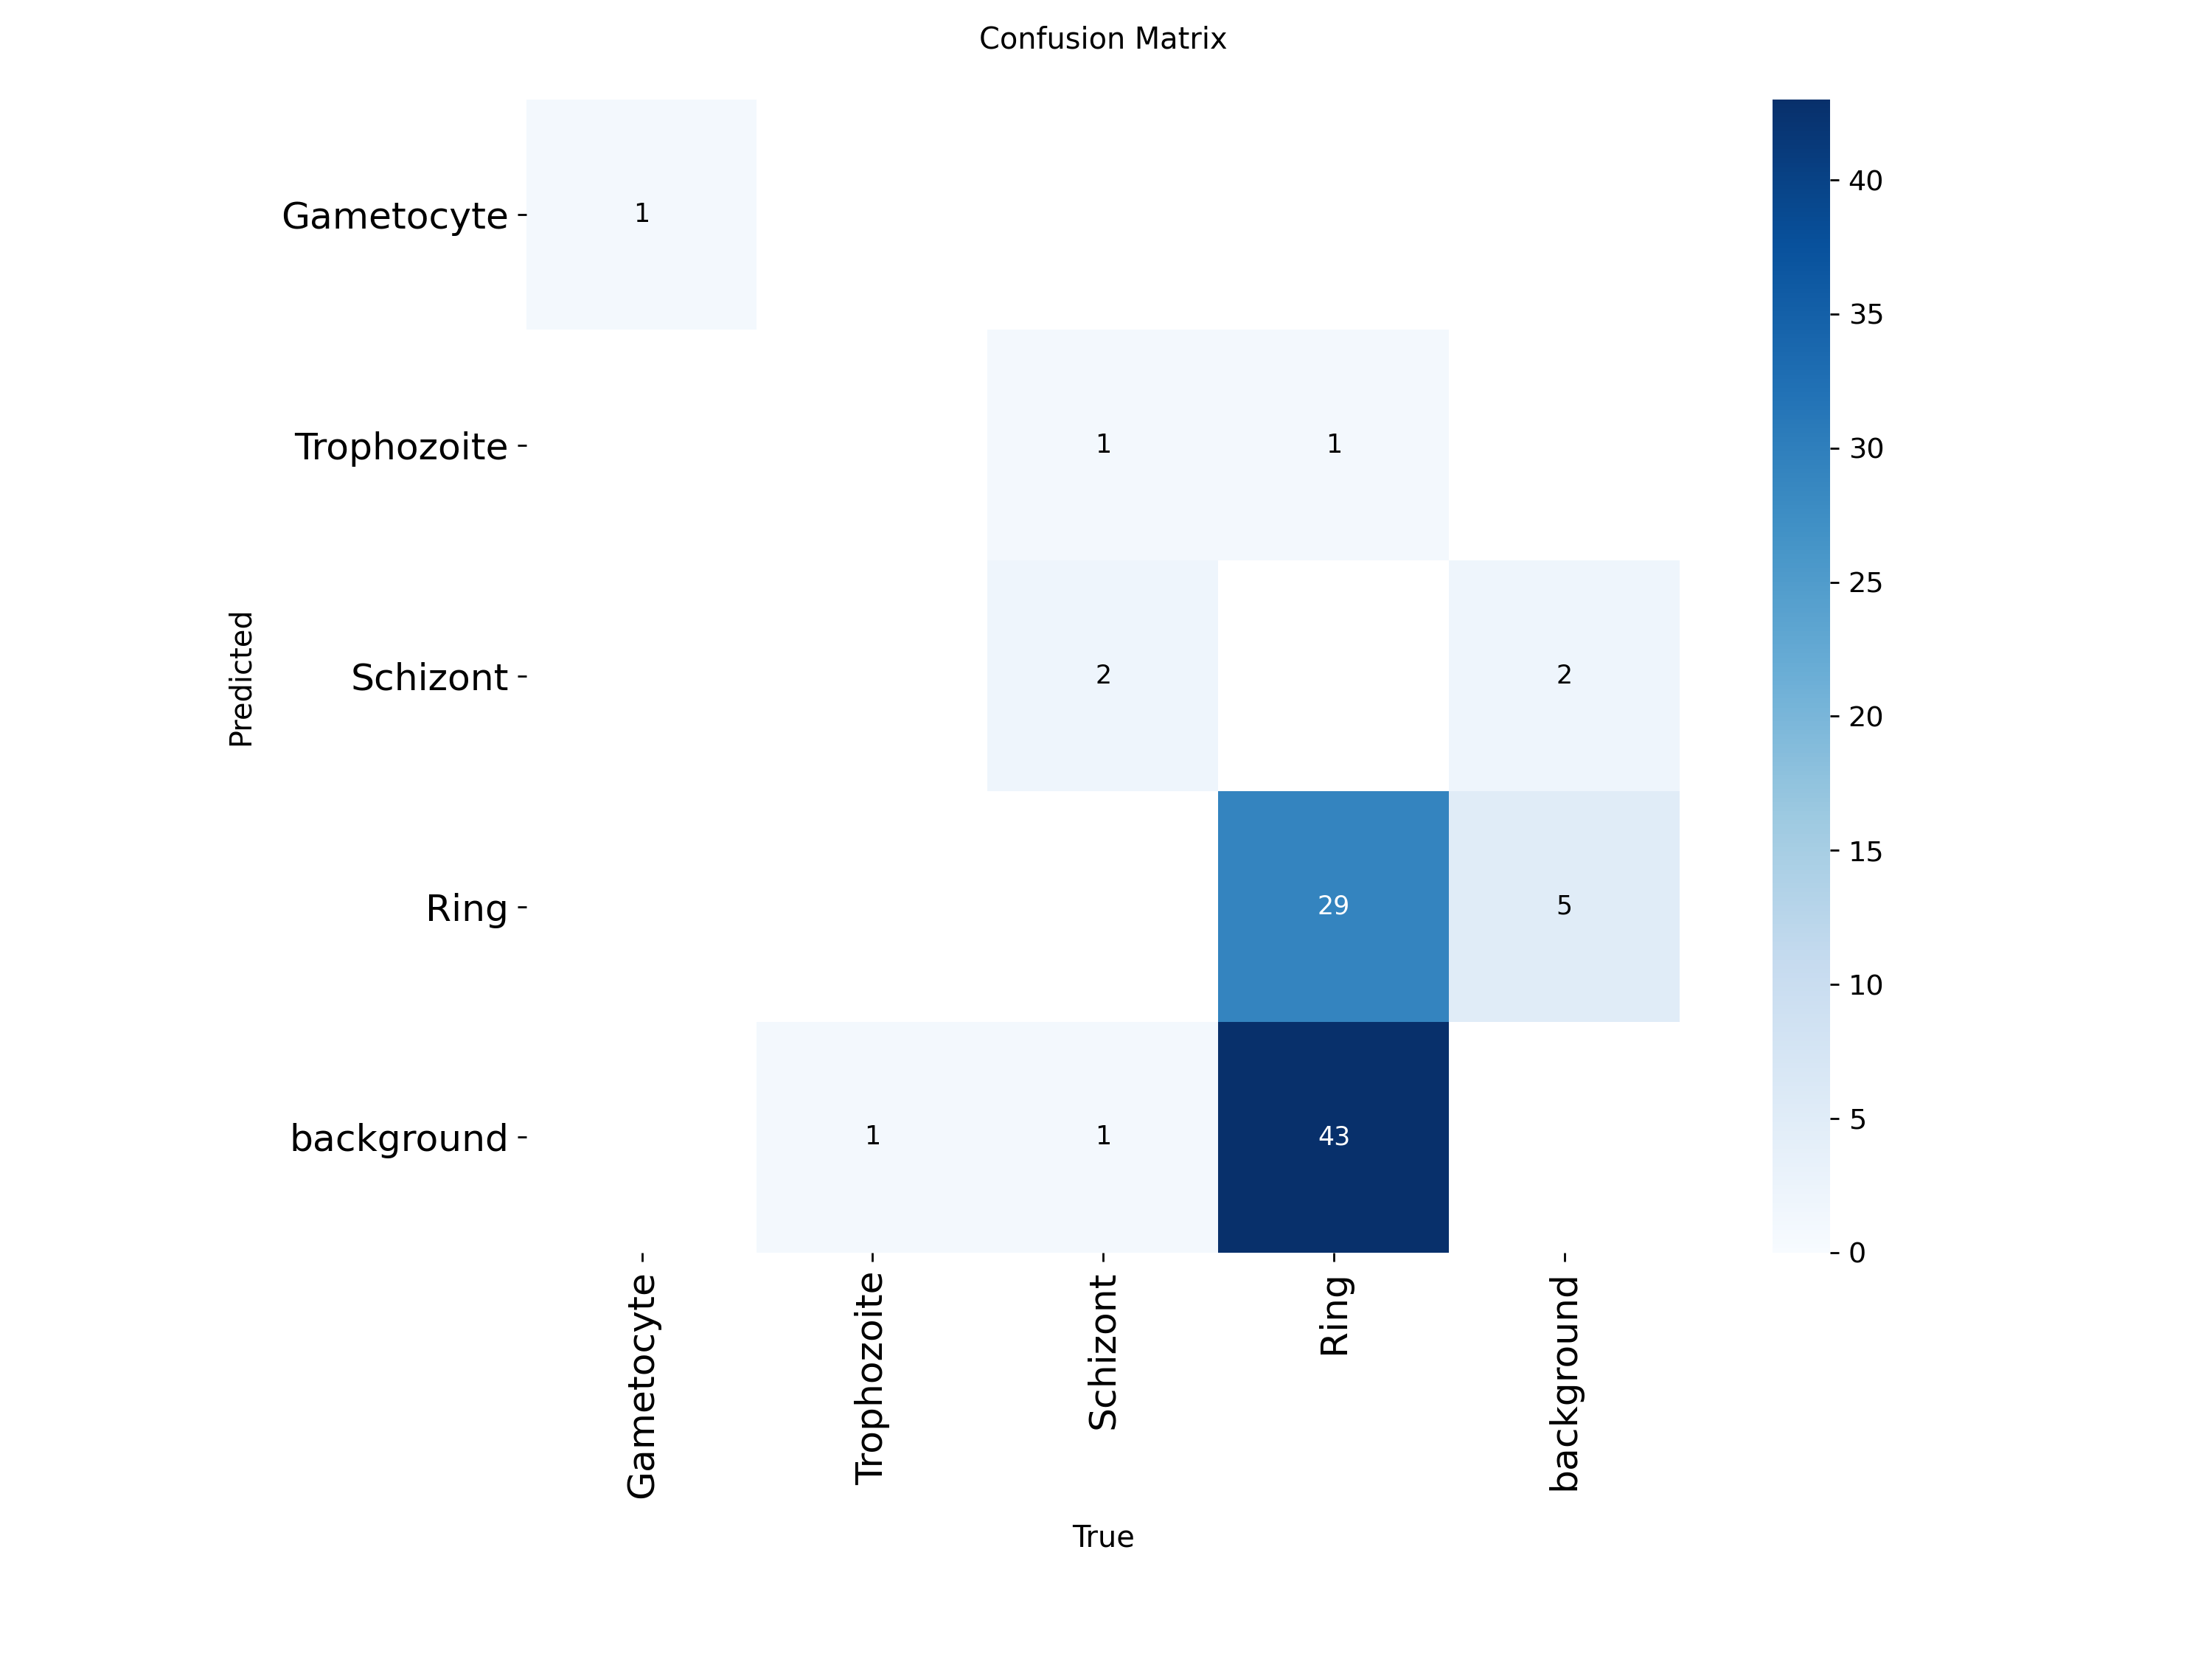 Confusion Matrix
Gametocyte
1
Trophozoite
1 1
Schizont
2 2
Ring
29 5
background
1 1 43
Predicted
Gametocyte
Trophozoite
Schizont
Ring
background
True
40
35
30
25
20
15
10
5
0